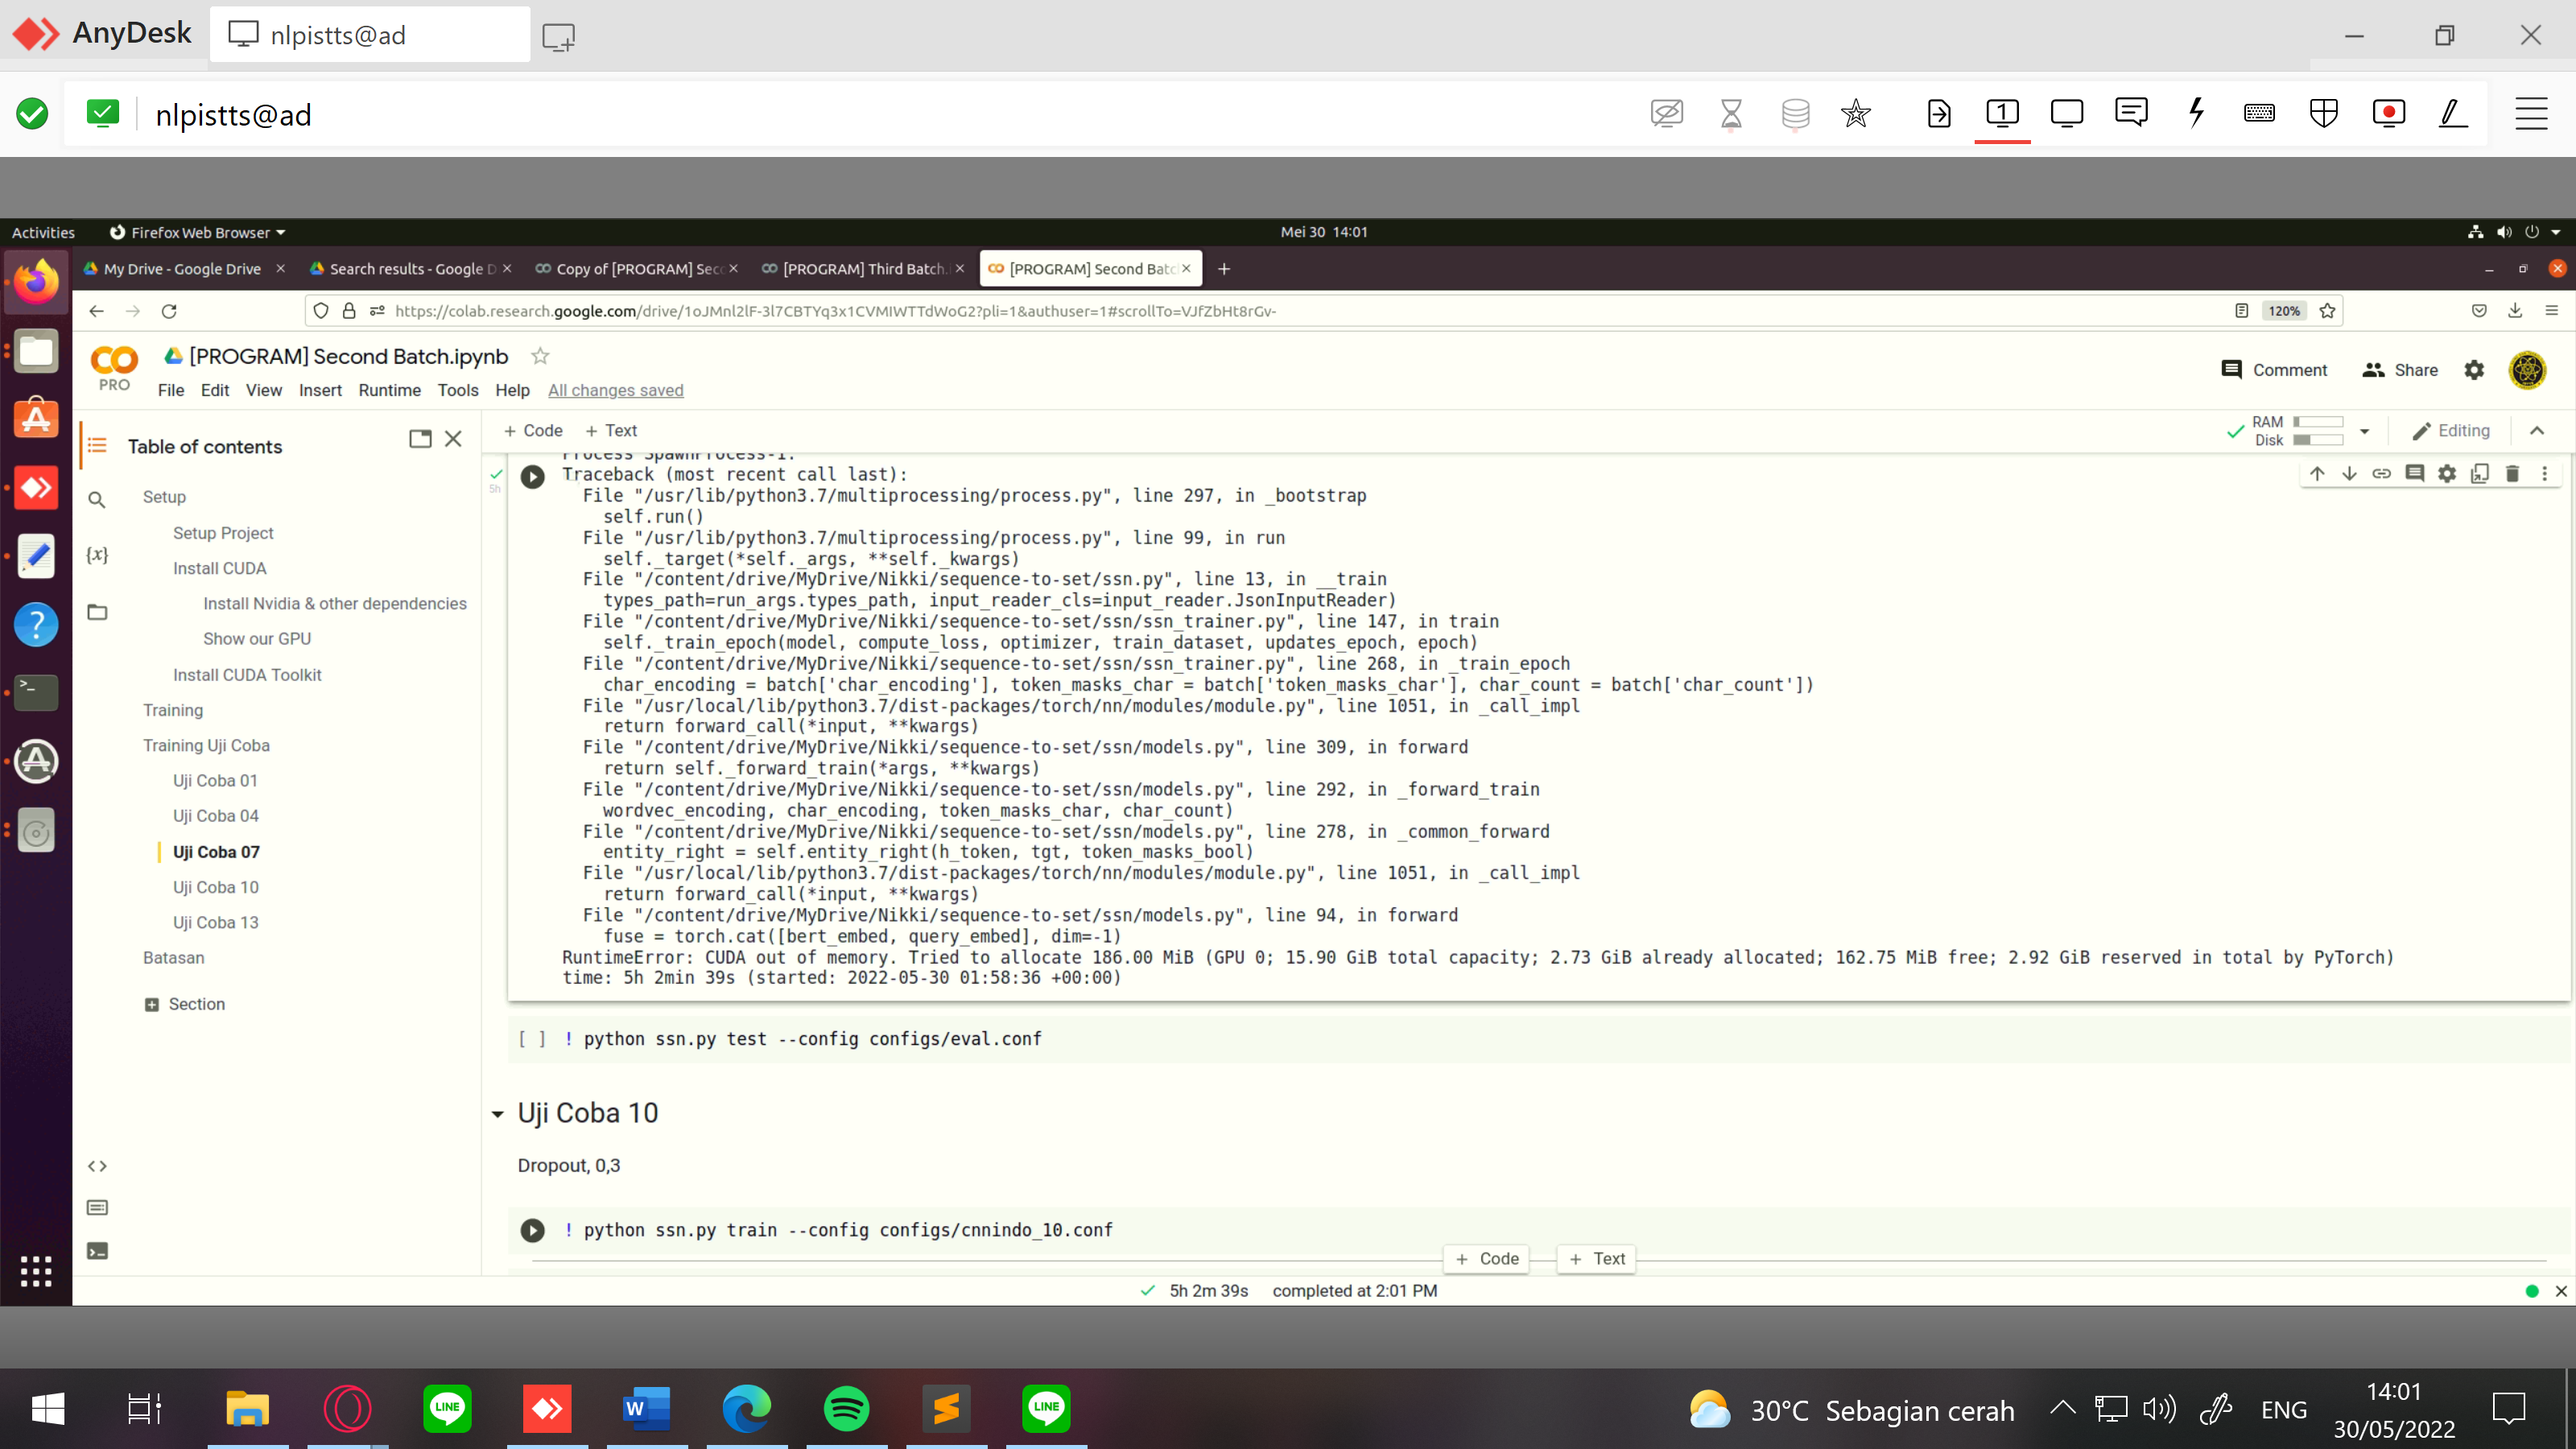 AnyDesk
nlpistts@ad
nlpistts@ad
1
Activities
Firefox Web Browser
Mei 30 14:01
My Drive - Google Drive
Search results - Google D
Copy of [PROGRAM] Sec
[PROGRAM] Third Batch.
[PROGRAM] Second Batc
https://colab.research.google.com/drive/1oJMnl2lF-3l7CBTYq3x1CVMIWTTdWoG2?pli=1&authuser=1#scrollTo=VJfZbHt8rGv-
120%
PRO
[PROGRAM] Second Batch.ipynb
File Edit View Insert Runtime Tools Help All changes saved
Comment
Share
+ Code + Text
RAM
Disk
Editing
Table of contents
Setup
Setup Project
Install CUDA
Install Nvidia & other dependencies
Show our GPU
Install CUDA Toolkit
Training
Training Uji Coba
Uji Coba 01
Uji Coba 04
Uji Coba 07
Uji Coba 10
Uji Coba 13
Batasan
Section
{x}
5h
Process SpawnProcess-1:
Traceback (most recent call last):
File "/usr/lib/python3.7/multiprocessing/process.py", line 297, in _bootstrap
self.run()
File "/usr/lib/python3.7/multiprocessing/process.py", line 99, in run
self._target(*self._args, **self._kwargs)
File "/content/drive/MyDrive/Nikki/sequence-to-set/ssn.py", line 13, in __train
types_path=run_args.types_path, input_reader_cls=input_reader.JsonInputReader)
File "/content/drive/MyDrive/Nikki/sequence-to-set/ssn/ssn_trainer.py", line 147, in train
self._train_epoch(model, compute_loss, optimizer, train_dataset, updates_epoch, epoch)
File "/content/drive/MyDrive/Nikki/sequence-to-set/ssn/ssn_trainer.py", line 268, in _train_epoch
char_encoding = batch['char_encoding'], token_masks_char = batch['token_masks_char'], char_count = batch['char_count'])
File "/usr/local/lib/python3.7/dist-packages/torch/nn/modules/module.py", line 1051, in _call_impl
return forward_call(*input, **kwargs)
File "/content/drive/MyDrive/Nikki/sequence-to-set/ssn/models.py", line 309, in forward
return self._forward_train(*args, **kwargs)
File "/content/drive/MyDrive/Nikki/sequence-to-set/ssn/models.py", line 292, in _forward_train
wordvec_encoding, char_encoding, token_masks_char, char_count)
File "/content/drive/MyDrive/Nikki/sequence-to-set/ssn/models.py", line 278, in _common_forward
entity_right = self.entity_right(h_token, tgt, token_masks_bool)
File "/usr/local/lib/python3.7/dist-packages/torch/nn/modules/module.py", line 1051, in _call_impl
return forward_call(*input, **kwargs)
File "/content/drive/MyDrive/Nikki/sequence-to-set/ssn/models.py", line 94, in forward
fuse = torch.cat([bert_embed, query_embed], dim=-1)
RuntimeError: CUDA out of memory. Tried to allocate 186.00 MiB (GPU 0; 15.90 GiB total capacity; 2.73 GiB already allocated; 162.75 MiB free; 2.92 GiB reserved in total by PyTorch)
time: 5h 2min 39s (started: 2022-05-30 01:58:36 +00:00)
[ ] ! python ssn.py test --config configs/eval.conf
Uji Coba 10
Dropout, 0,3
! python ssn.py train --config configs/cnnindo_10.conf
+ Code + Text
5h 2m 39s completed at 2:01 PM
LINE
W
LINE
30°C Sebagian cerah
ENG
14:01
30/05/2022